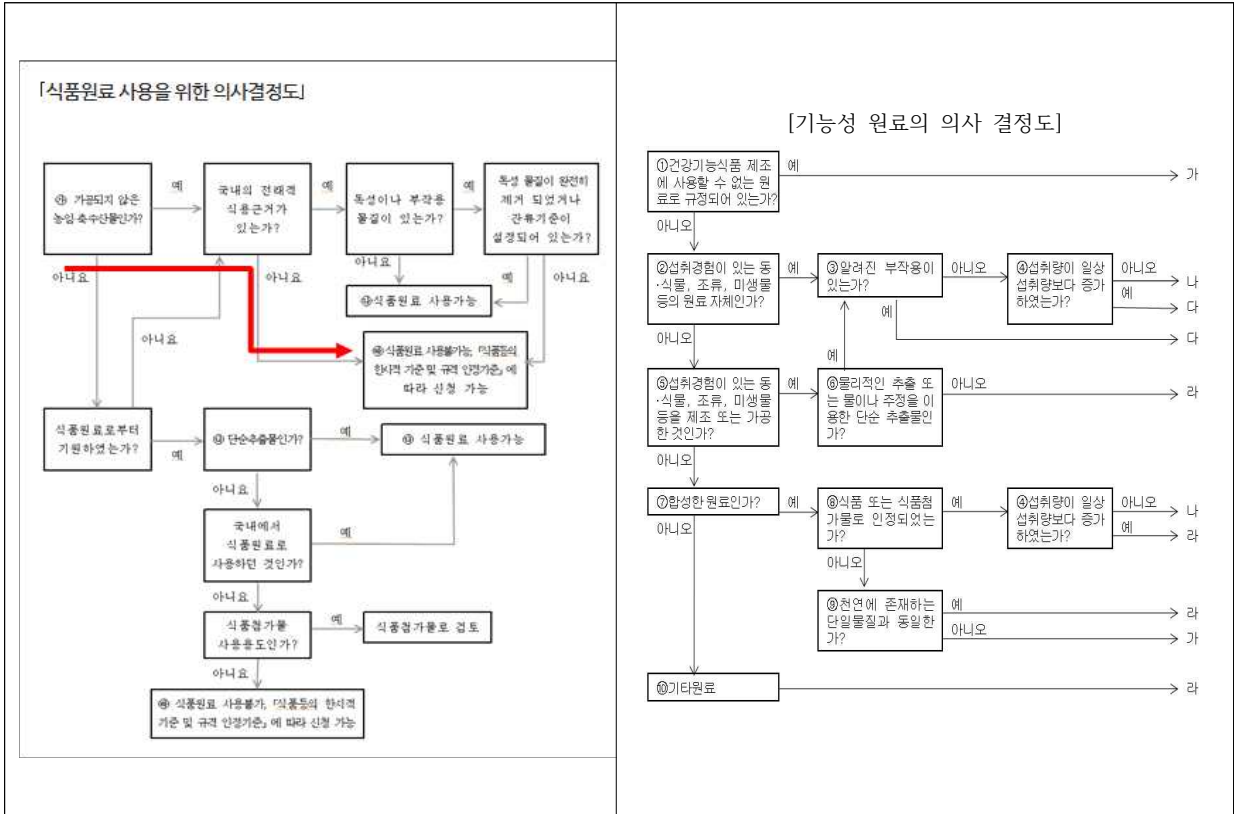 「식품원료 사용을 위한 의사결정도」
가공되지 않은
농임·축수산물인가?
예
국내의 전래적
식용근거가
있는가?
예
독성이나 부작용
물질이 있는가?
예
독성 물질이 완전히
제거 되었거나
잔류기준이
설정되어 있는가?
아니요
아니요
아니요
예
아니요
식품원료 사용가능
아니요
식품원료 사용불가능, 「식품등의
한시적 기준 및 규격 인정기준」에
따라 신청 가능
식품원료로부터
기원하였는가?
예
단순추출물인가?
예
식품원료 사용가능
아니요
국내에서
식품원료로
사용하던 것인가?
예
아니요
식품첨가물
사용용도인가?
예
식품첨가물로 검토
아니요
식품원료 사용불가, 「식품등의 한시적
기준 및 규격 인정기준」에 따라 신청 가능
[기능성 원료의 의사 결정도]
①건강기능식품 제조
에 사용할 수 없는 원
료로 규정되어 있는가?
예
가
아니오
②섭취경험이 있는 동
·식물, 조류, 미생물
등의 원료 자체인가?
예
③알려진 부작용이
있는가?
아니오
④섭취량이 일상
섭취량보다 증가
하였는가?
아니오
나
예
다
예
다
아니오
예
⑤섭취경험이 있는 동
·식물, 조류, 미생물
등을 제조 또는 가공
한 것인가?
예
⑥물리적인 추출 또
는 물이나 주정을 이
용한 단순 추출물인
가?
아니오
라
아니오
⑦합성한 원료인가?
예
⑧식품 또는 식품첨
가물로 인정되었는
가?
예
④섭취량이 일상
섭취량보다 증가
하였는가?
아니오
나
예
라
아니오
아니오
⑨천연에 존재하는
단일물질과 동일한
가?
예
라
아니오
가
⑩기타원료
라